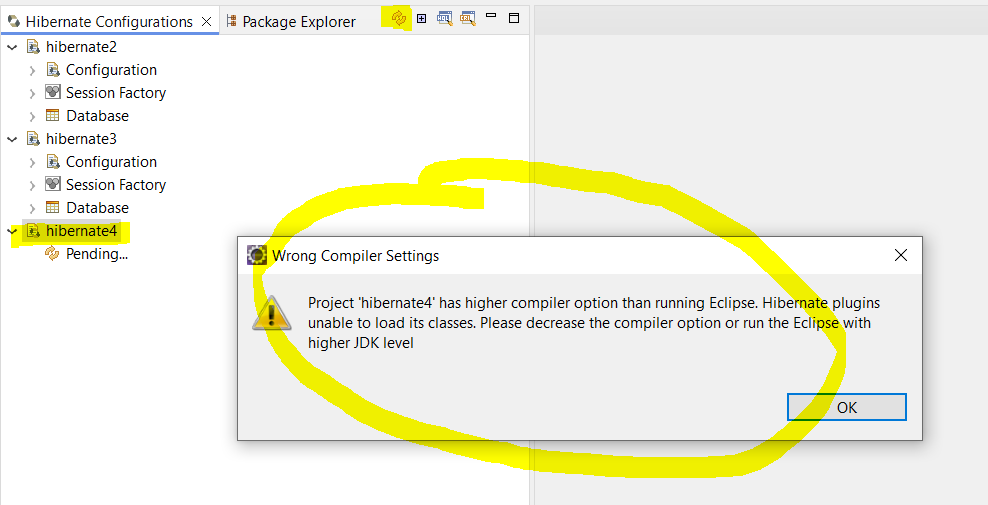 Hibernate Configurations
Package Explorer
hibernate2
Configuration
Session Factory
Database
hibernate3
Configuration
Session Factory
Database
hibernate4
Pending...
Wrong Compiler Settings
Project 'hibernate4' has higher compiler option than running Eclipse. Hibernate plugins
unable to load its classes. Please decrease the compiler option or run the Eclipse with
higher JDK level
OK